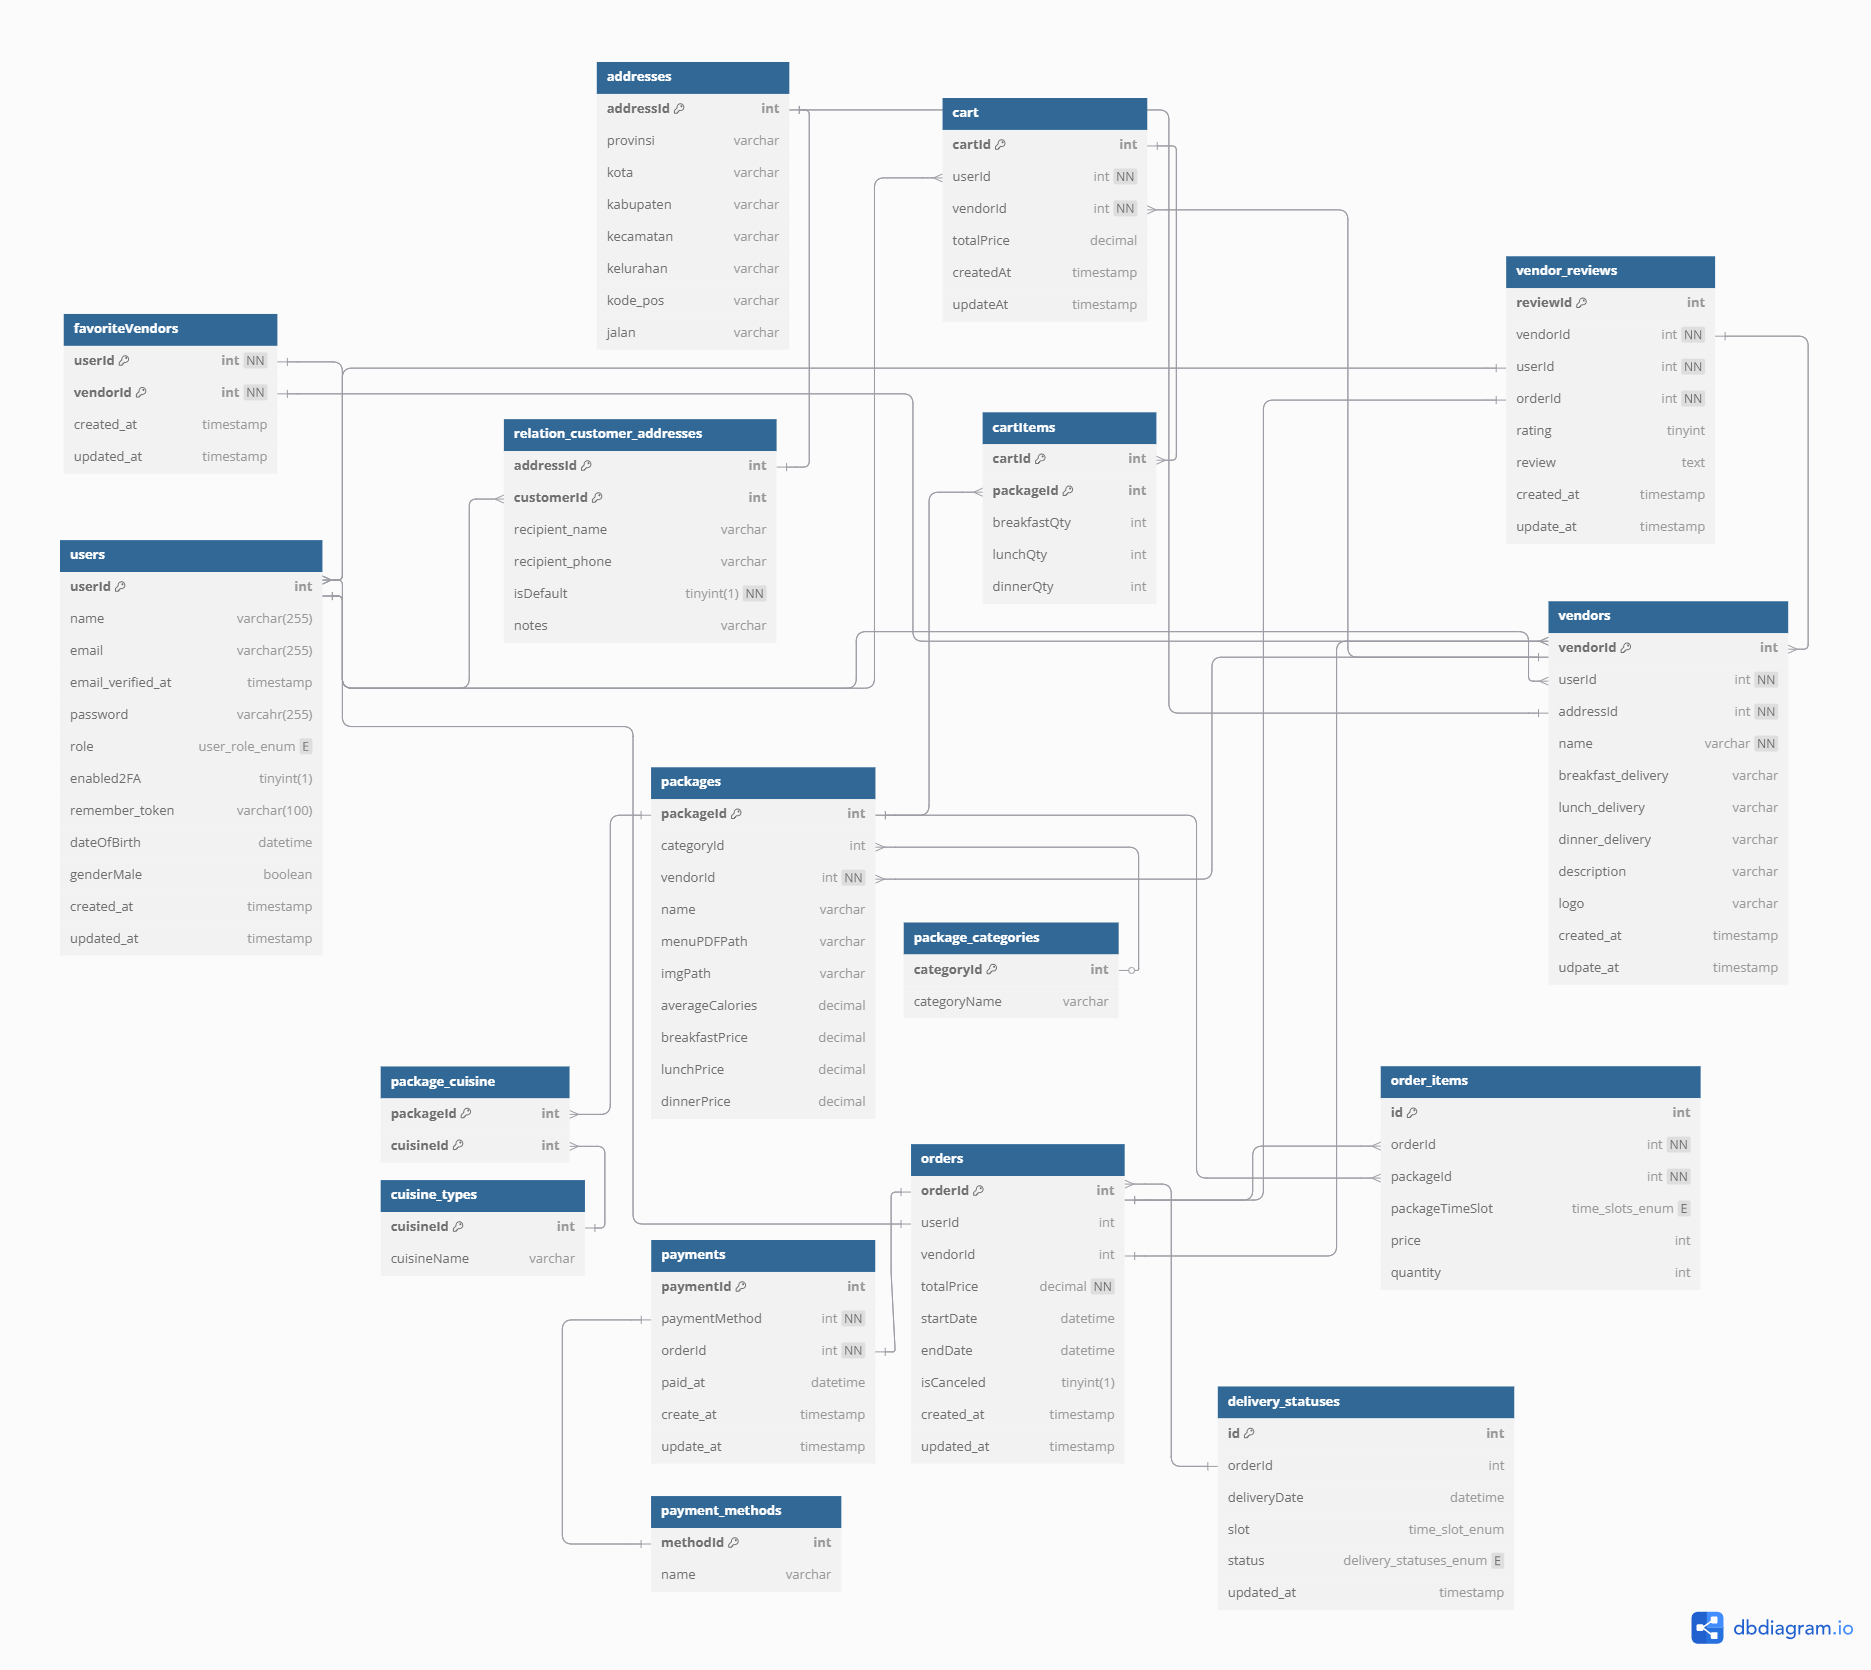 addresses
addressId int
provinsi varchar
kota varchar
kabupaten varchar
kecamatan varchar
kelurahan varchar
kode_pos varchar
jalan varchar
cart
cartId int
userId int NN
vendorId int NN
totalPrice decimal
createdAt timestamp
updateAt timestamp
vendor_reviews
reviewId int
vendorId int NN
userId int NN
orderId int NN
rating tinyint
review text
created_at timestamp
update_at timestamp
favoriteVendors
userId int NN
vendorId int NN
created_at timestamp
updated_at timestamp
relation_customer_addresses
addressId int
customerId int
recipient_name varchar
recipient_phone varchar
isDefault tinyint(1) NN
notes varchar
cartItems
cartId int
packageId int
breakfastQty int
lunchQty int
dinnerQty int
users
userId int
name varchar(255)
email varchar(255)
email_verified_at timestamp
password varcahr(255)
role user_role_enum E
enabled2FA tinyint(1)
remember_token varchar(100)
dateOfBirth datetime
genderMale boolean
created_at timestamp
updated_at timestamp
vendors
vendorId int
userId int NN
addressId int NN
name varchar NN
breakfast_delivery varchar
lunch_delivery varchar
dinner_delivery varchar
description varchar
logo varchar
created_at timestamp
udpate_at timestamp
packages
packageId int
categoryId int
vendorId int NN
name varchar
menuPDFPath varchar
imgPath varchar
averageCalories decimal
breakfastPrice decimal
lunchPrice decimal
dinnerPrice decimal
package_categories
categoryId int
categoryName varchar
package_cuisine
packageId int
cuisineId int
cuisine_types
cuisineId int
cuisineName varchar
order_items
id int
orderId int NN
packageId int NN
packageTimeSlot time_slots_enum E
price int
quantity int
orders
orderId int
userId int
vendorId int
totalPrice decimal NN
startDate datetime
endDate datetime
isCanceled tinyint(1)
created_at timestamp
updated_at timestamp
payments
paymentId int
paymentMethod int NN
orderId int NN
paid_at datetime
create_at timestamp
update_at timestamp
delivery_statuses
id int
orderId int
deliveryDate datetime
slot time_slot_enum
status delivery_statuses_enum E
updated_at timestamp
payment_methods
methodId int
name varchar
dbdiagram.io